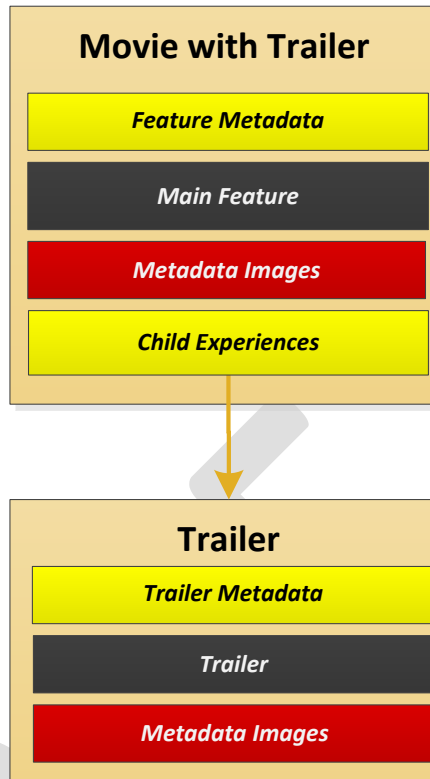 Movie with Trailer
Feature Metadata
Main Feature
Metadata Images
Child Experiences
Trailer
Trailer Metadata
Trailer
Metadata Images